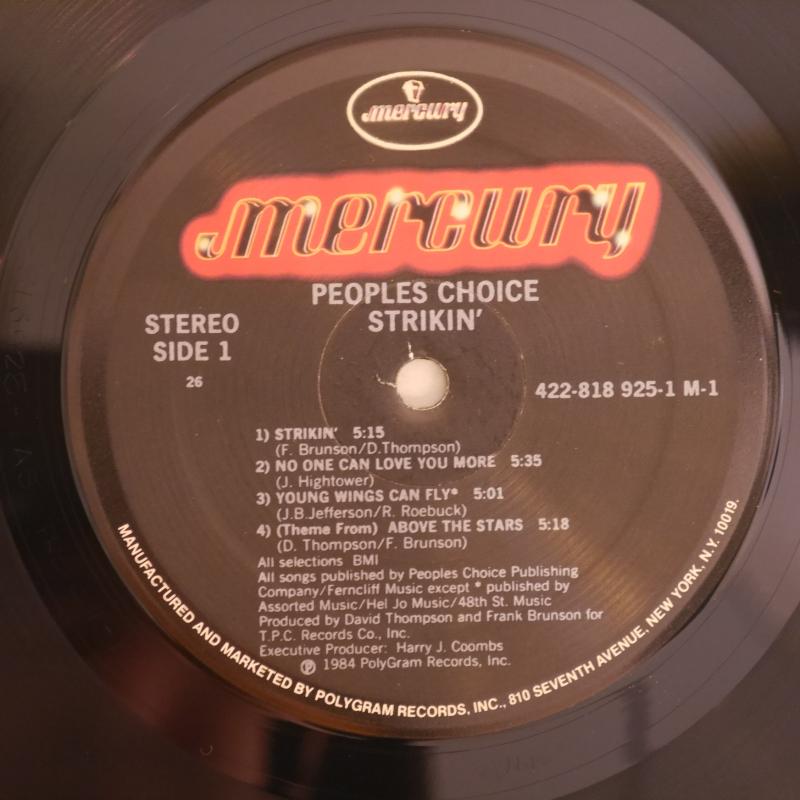 mercury
mercury
PEOPLES CHOICE
STRIKIN'
STEREO
SIDE 1
26
422-818 925-1 M-1
1) STRIKIN' 5:15
(F. Brunson/D.Thompson)
2) NO ONE CAN LOVE YOU MORE 5:35
(J. Hightower)
3) YOUNG WINGS CAN FLY* 5:01
(J.B.Jefferson/R. Roebuck)
4) (Theme From) ABOVE THE STARS 5:18
(D. Thompson/F. Brunson)
All selections BMI
All songs published by Peoples Choice Publishing
Company/Ferncliff Music except * published by
Assorted Music/Hel Jo Music/48th St. Music
Produced by David Thompson and Frank Brunson for
T.P.C. Records Co., Inc.
Executive Producer: Harry J. Coombs
℗ 1984 PolyGram Records, Inc.
MANUFACTURED AND MARKETED BY POLYGRAM RECORDS, INC., 810 SEVENTH AVENUE, NEW YORK, N.Y. 10019.